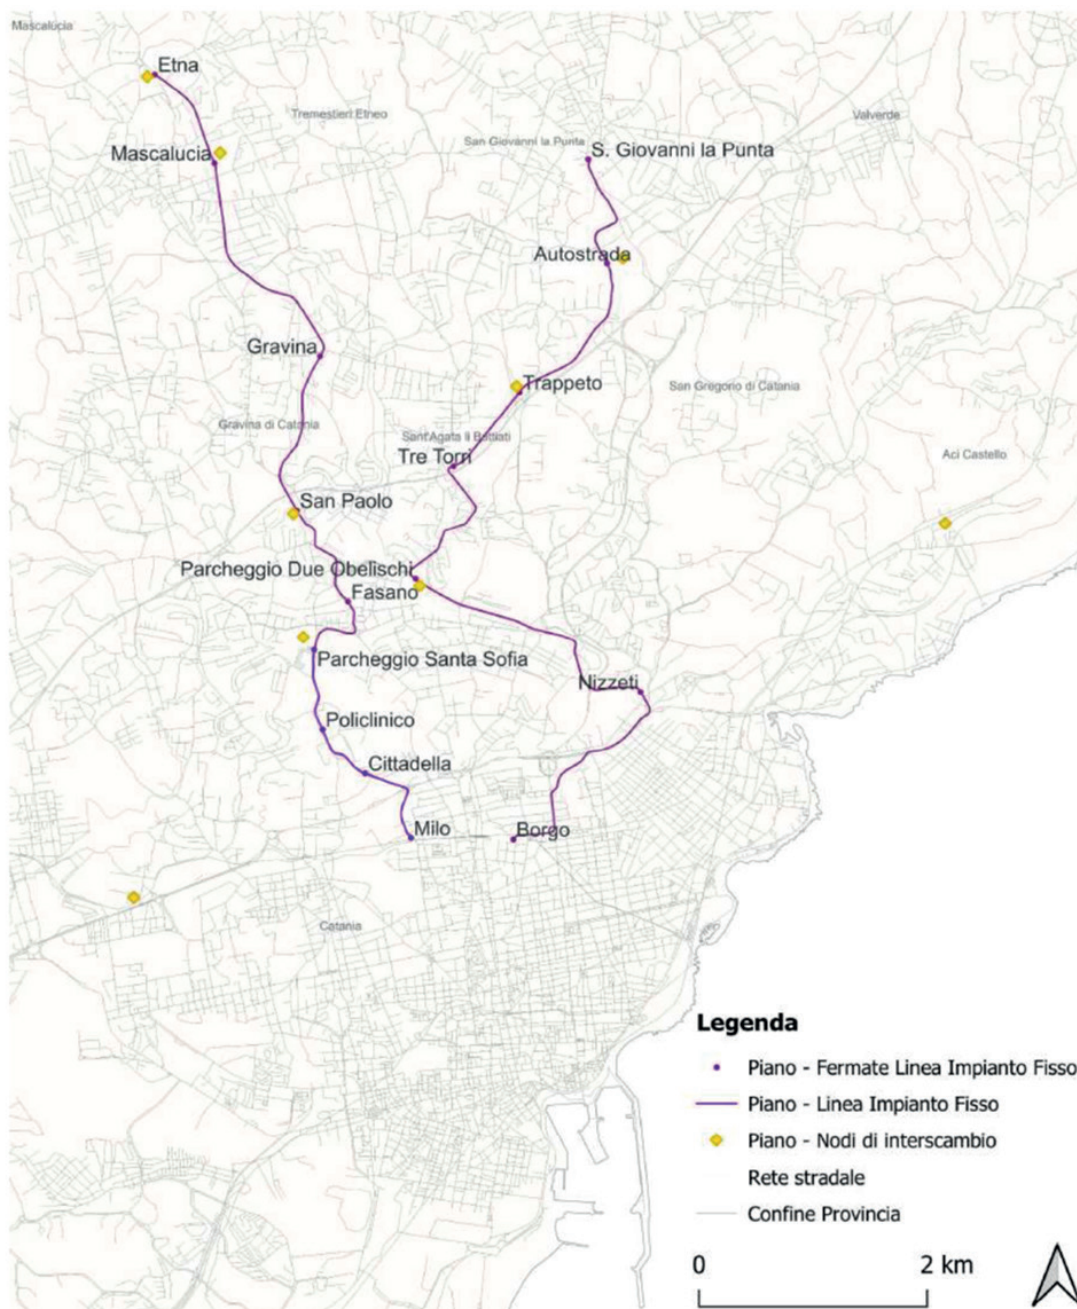 Mascalucia
Etna
Tremestieri Etneo
Valverde
San Giovanni la Punta
S. Giovanni la Punta
Mascalucia
Autostrada
Gravina
Trappeto
San Gregorio di Catania
Gravina di Catania
Sant'Agata li Battiati
Tre Torri
Aci Castello
San Paolo
Parcheggio Due Obelischi
Fasano
Parcheggio Santa Sofia
Nizzeti
Policlinico
Cittadella
Milo
Borgo
Catania
Legenda
Piano - Fermate Linea Impianto Fisso
Piano - Linea Impianto Fisso
Piano - Nodi di interscambio
Rete stradale
Confine Provincia
0 2 km